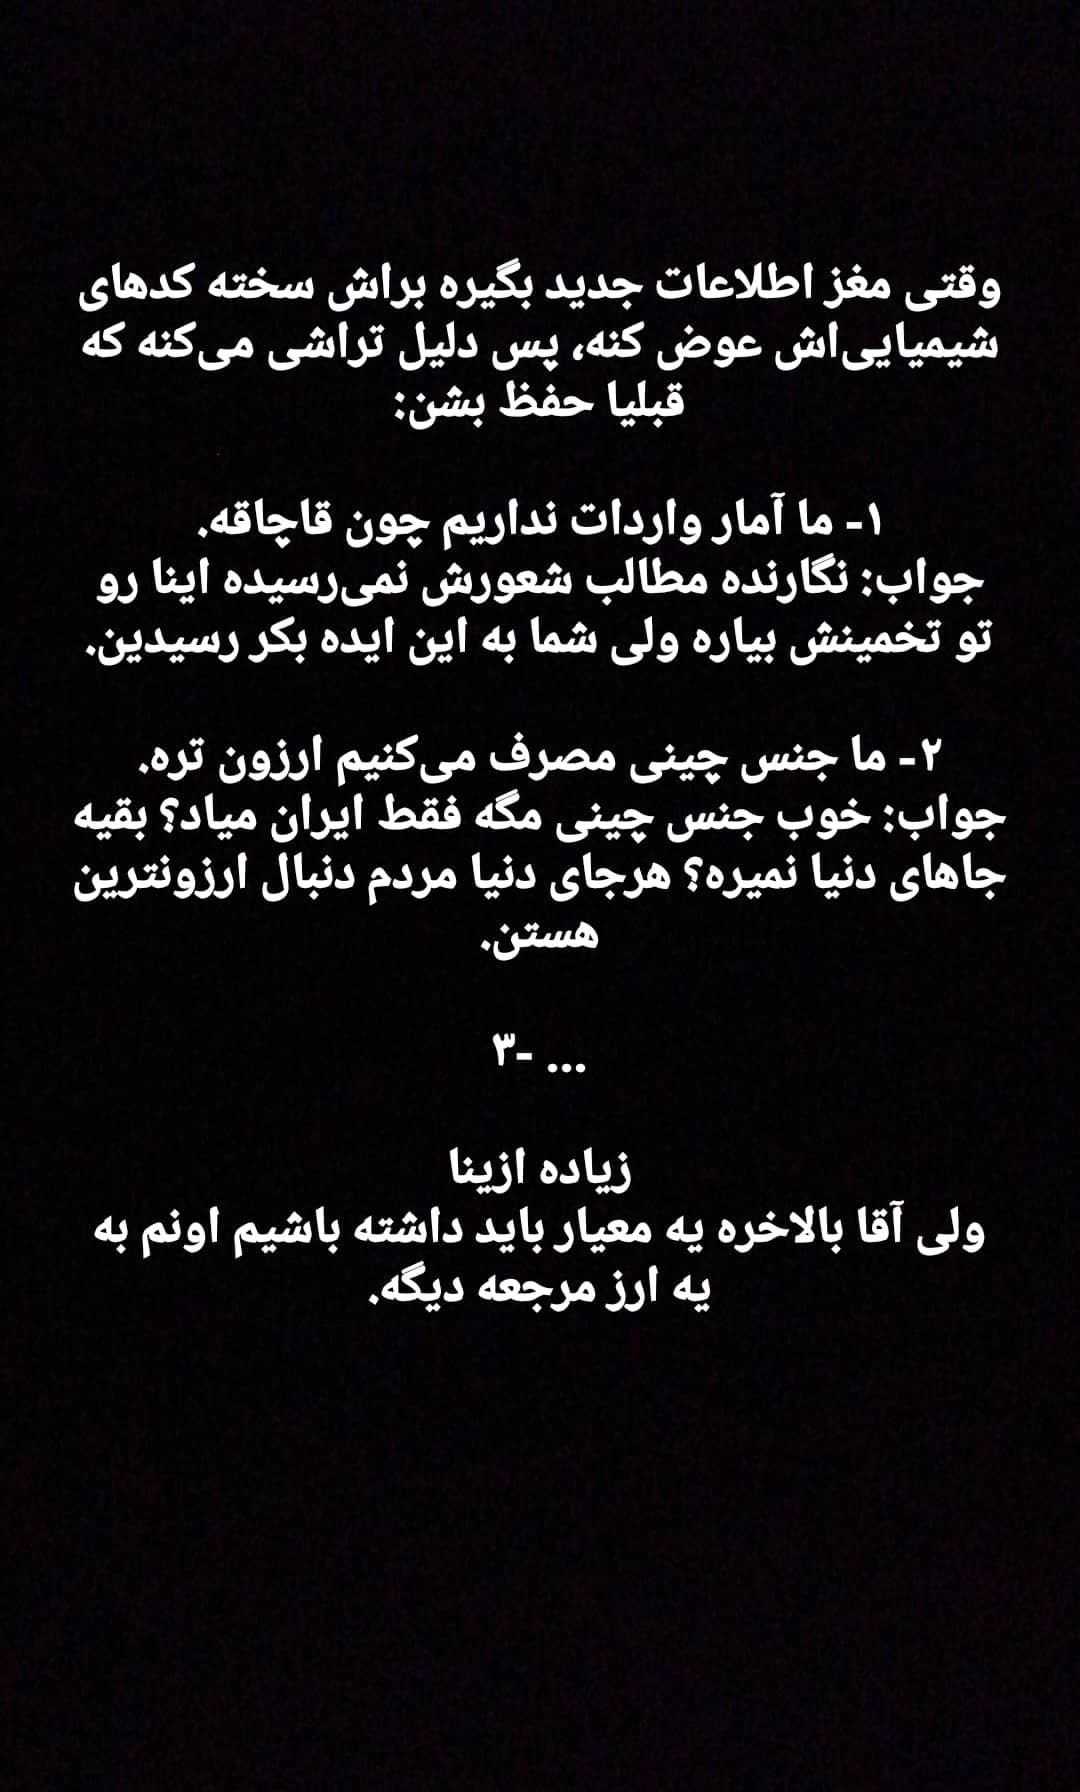 وقتی مغز اطلاعات جدید بگیره براش سخته کدهای
شیمیایی‌اش عوض کنه، پس دلیل تراشی می‌کنه که
قبلیا حفظ بشن:
۱- ما آمار واردات نداریم چون قاچاقه.
جواب: نگارنده مطالب شعورش نمی‌رسیده اینا رو
تو تخمینش بیاره ولی شما به این ایده بکر رسیدین.
۲- ما جنس چینی مصرف می‌کنیم ارزون تره.
جواب: خوب جنس چینی مگه فقط ایران میاد؟ بقیه
جاهای دنیا نمیره؟ هرجای دنیا مردم دنبال ارزونترین
هستن.
۳- ...
زیاده ازینا
ولی آقا بالاخره یه معیار باید داشته باشیم اونم به
یه ارز مرجعه دیگه.